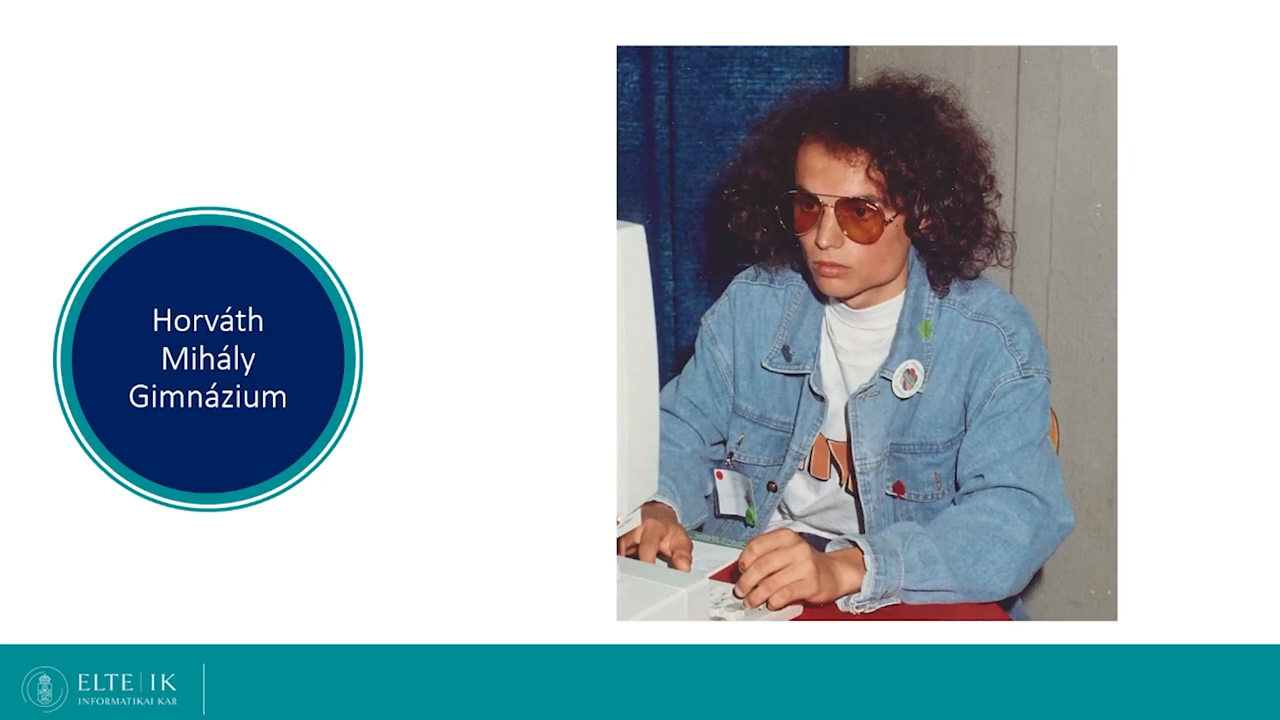 Horváth
Mihály
Gimnázium
ELTE | IK
INFORMATIKAI KAR